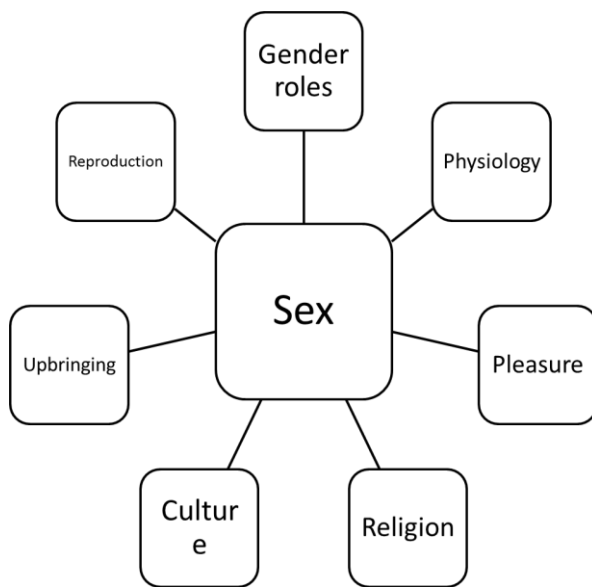 Gender
roles
Reproduction
Physiology
Sex
Upbringing
Pleasure
Cultur
e
Religion